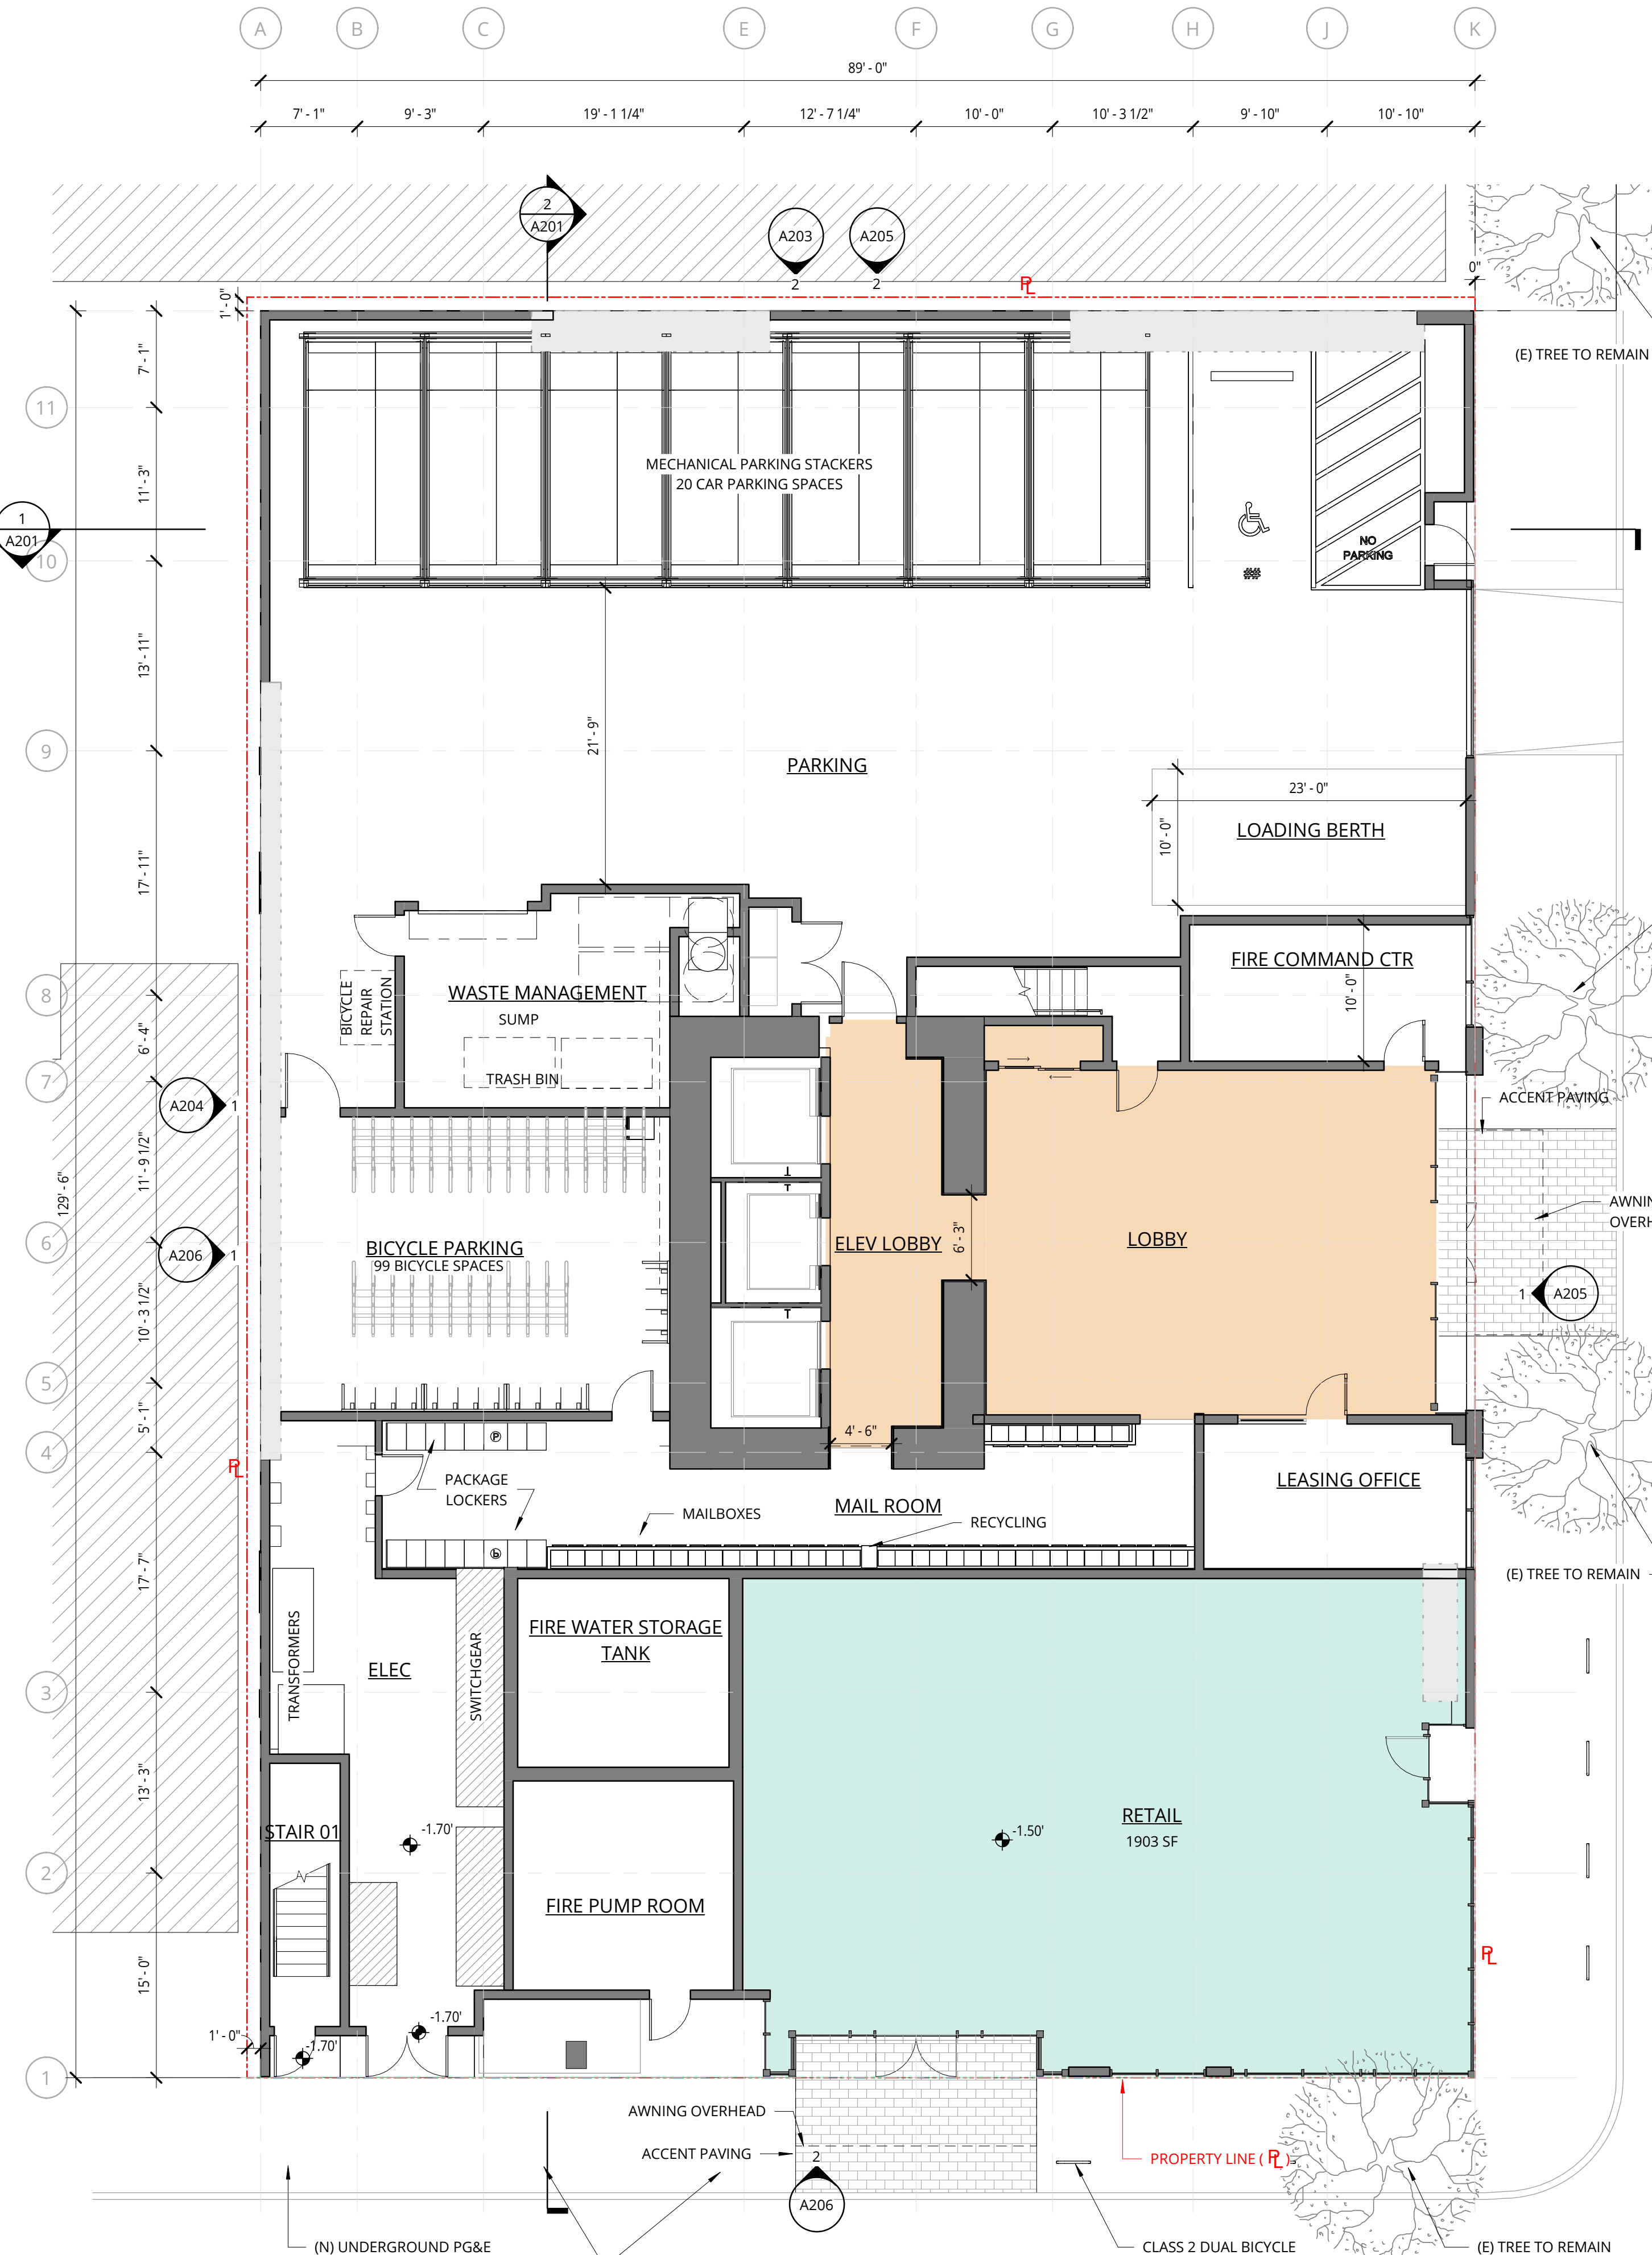 A B C E F G H J K
89' - 0"
7' - 1" 9' - 3" 19' - 1 1/4" 12' - 7 1/4" 10' - 0" 10' - 3 1/2" 9' - 10" 10' - 10"
2
A201
A203
2
A205
2
0"
PL
1' - 0"
(E) TREE TO REMAIN
7' - 1"
11
MECHANICAL PARKING STACKERS
20 CAR PARKING SPACES
11' - 3"
1
A201
10
NO
PARKING
##
13' - 11"
21' - 9"
9
PARKING
23' - 0"
10' - 0"
LOADING BERTH
17' - 11"
FIRE COMMAND CTR
10' - 0"
8
BICYCLE
REPAIR
STATION
WASTE MANAGEMENT
SUMP
TRASH BIN
6' - 4"
7
A204
1
ACCENT PAVING
129' - 6"
11' - 9 1/2"
6
A206
1
BICYCLE PARKING
99 BICYCLE SPACES
ELEV LOBBY
6' - 3"
LOBBY
AWNIN
OVERH
1
A205
10' - 3 1/2"
5
5' - 1"
4
PL
P
4' - 6"
PACKAGE
LOCKERS
MAILBOXES
MAIL ROOM
RECYCLING
LEASING OFFICE
b
(E) TREE TO REMAIN
17' - 7"
TRANSFORMERS
ELEC
SWITCHGEAR
FIRE WATER STORAGE
TANK
3
13' - 3"
STAIR 01
-1.70'
RETAIL
1903 SF
-1.50'
2
FIRE PUMP ROOM
PL
15' - 0"
1' - 0"
-1.70'
-1.70'
1
AWNING OVERHEAD
ACCENT PAVING
2
A206
PROPERTY LINE ( PL )
(N) UNDERGROUND PG&E
CLASS 2 DUAL BICYCLE
(E) TREE TO REMAIN